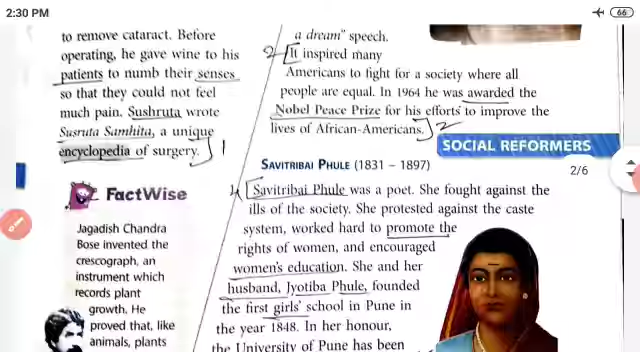 2:30 PM
66
to remove cataract. Before
operating, he gave wine to his
patients to numb their senses
so that they could not feel
much pain. Sushruta wrote
Susruta Samhita, a unique
encyclopedia of surgery.
1
FactWise
Jagadish Chandra
Bose invented the
crescograph, an
instrument which
records plant
growth. He
proved that, like
animals, plants
a dream" speech.
2
It inspired many
Americans to fight for a society where all
people are equal. In 1964 he was awarded the
Nobel Peace Prize for his efforts to improve the
lives of African-Americans.
2
SOCIAL REFORMERS
2/6
SAVITRIBAI PHULE (1831 – 1897)
Savitribai Phule was a poet. She fought against the
ills of the society. She protested against the caste
system, worked hard to promote the
rights of women, and encouraged
women's education. She and her
husband, Jyotiba Phule, founded
the first girls' school in Pune in
the year 1848. In her honour,
the University of Pune has been